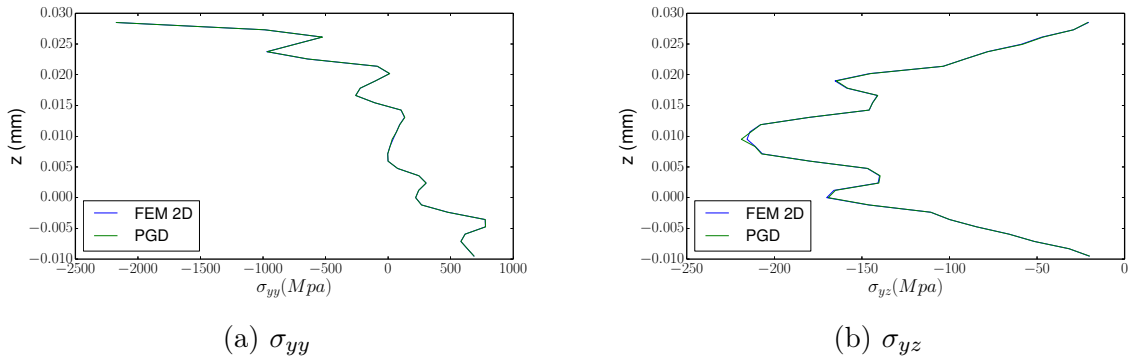 0.030
0.025
0.020
0.015
0.010
0.005
0.000
−0.005
−0.010
z (mm)
FEM 2D
PGD
−2500 −2000 −1500 −1000 −500 0 500 1000
σyy(Mpa)
(a) σyy
0.030
0.025
0.020
0.015
0.010
0.005
0.000
−0.005
−0.010
z (mm)
FEM 2D
PGD
−250 −200 −150 −100 −50 0
σyz(Mpa)
(b) σyz